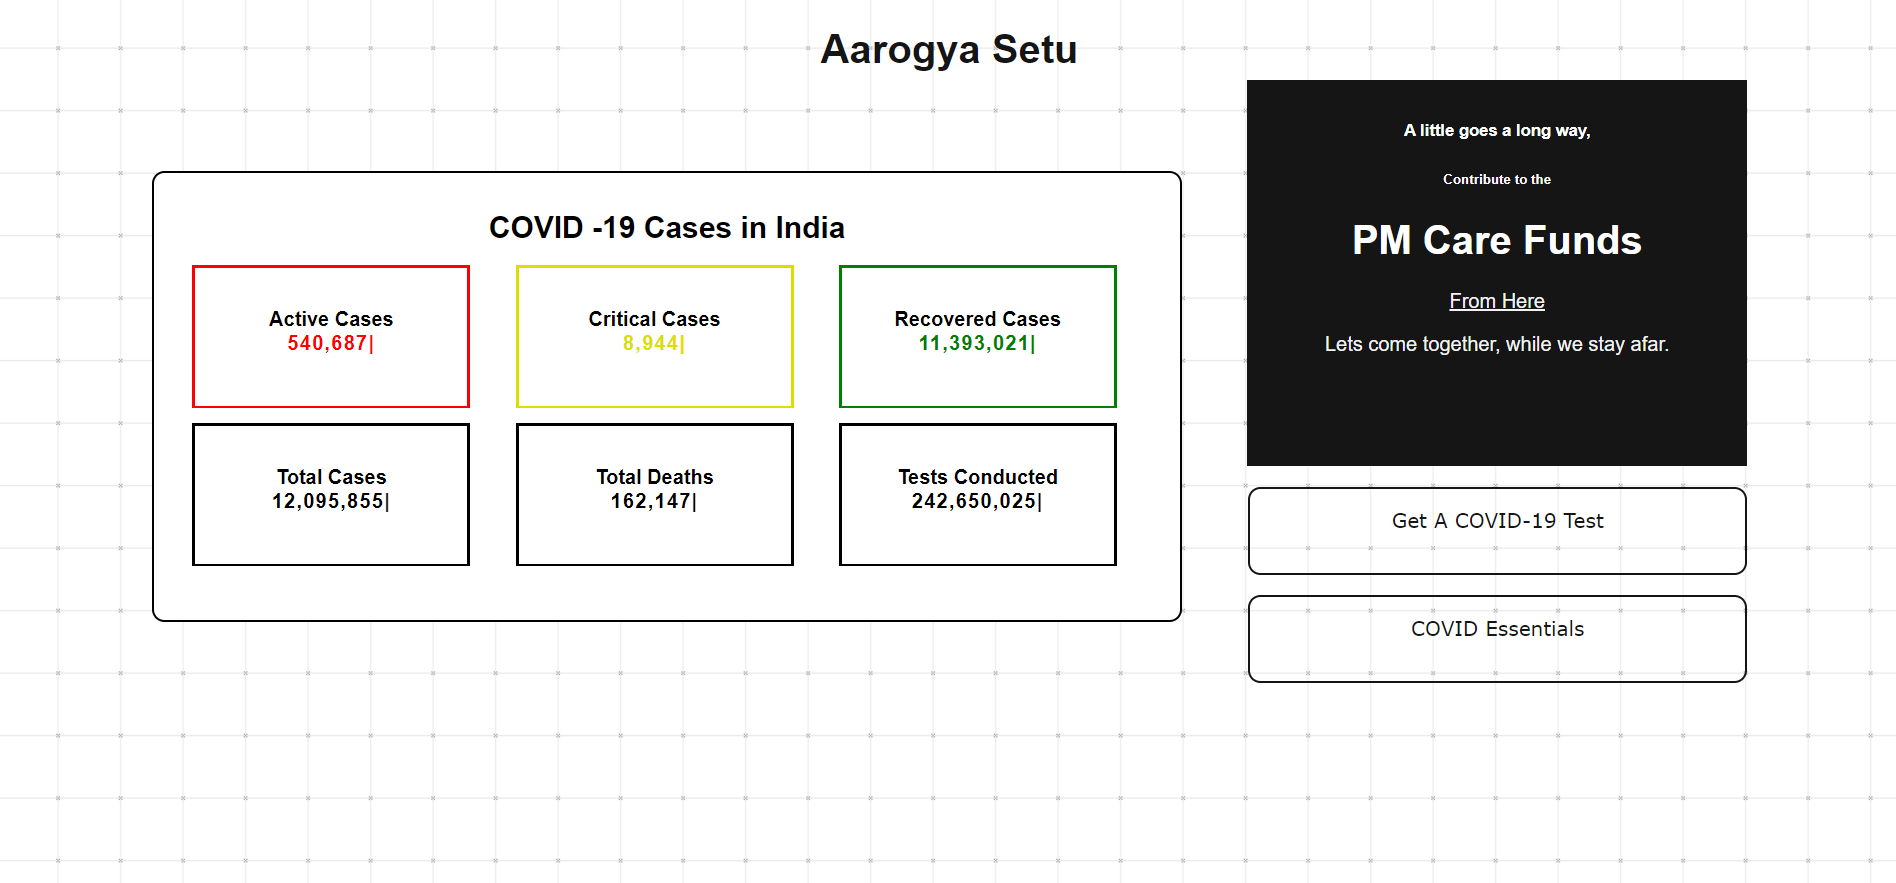 Aarogya Setu
COVID -19 Cases in India
Active Cases
540,687|
Critical Cases
8,944|
Recovered Cases
11,393,021|
Total Cases
12,095,855|
Total Deaths
162,147|
Tests Conducted
242,650,025|
A little goes a long way,
Contribute to the
PM Care Funds
From Here
Lets come together, while we stay afar.
Get A COVID-19 Test
COVID Essentials